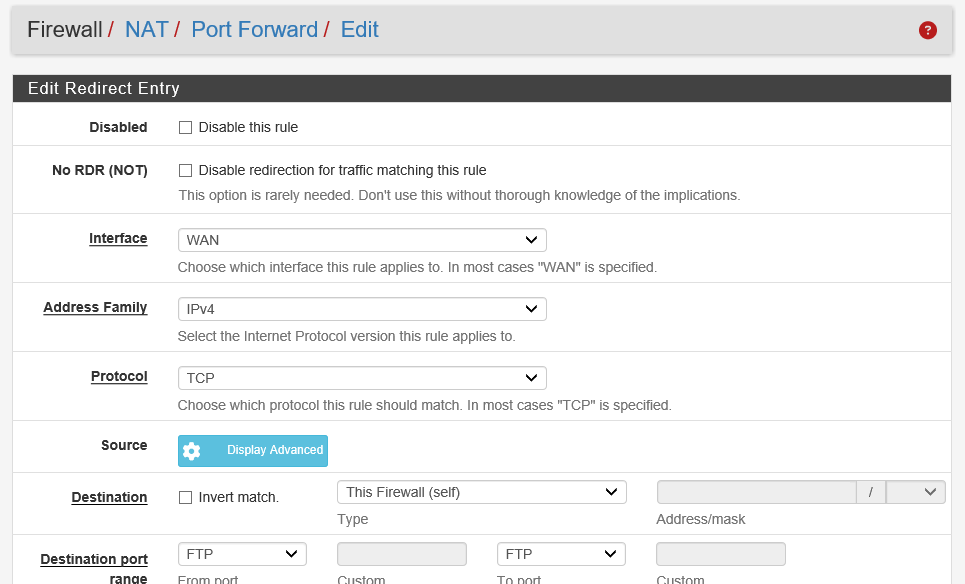 Firewall / NAT / Port Forward / Edit
?
Edit Redirect Entry
Disabled Disable this rule
No RDR (NOT) Disable redirection for traffic matching this rule
This option is rarely needed. Don't use this without thorough knowledge of the implications.
Interface WAN
Choose which interface this rule applies to. In most cases "WAN" is specified.
Address Family IPv4
Select the Internet Protocol version this rule applies to.
Protocol TCP
Choose which protocol this rule should match. In most cases "TCP" is specified.
Source Display Advanced
Destination Invert match. This Firewall (self) /
Type Address/mask
Destination port FTP FTP
range From port Custom To port Custom